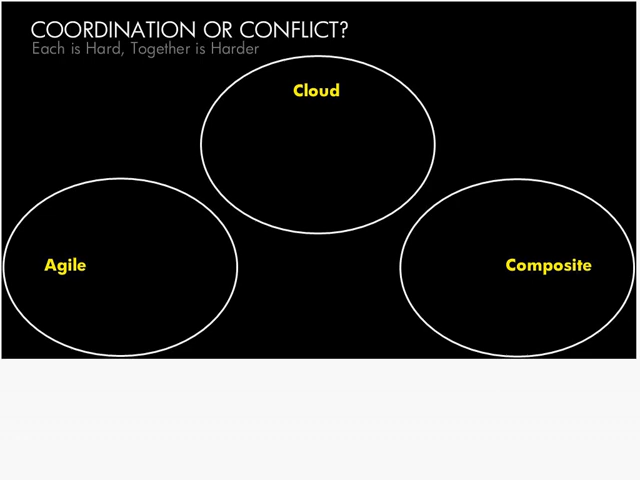 COORDINATION OR CONFLICT?
Each is Hard, Together is Harder
Cloud
Agile
Composite